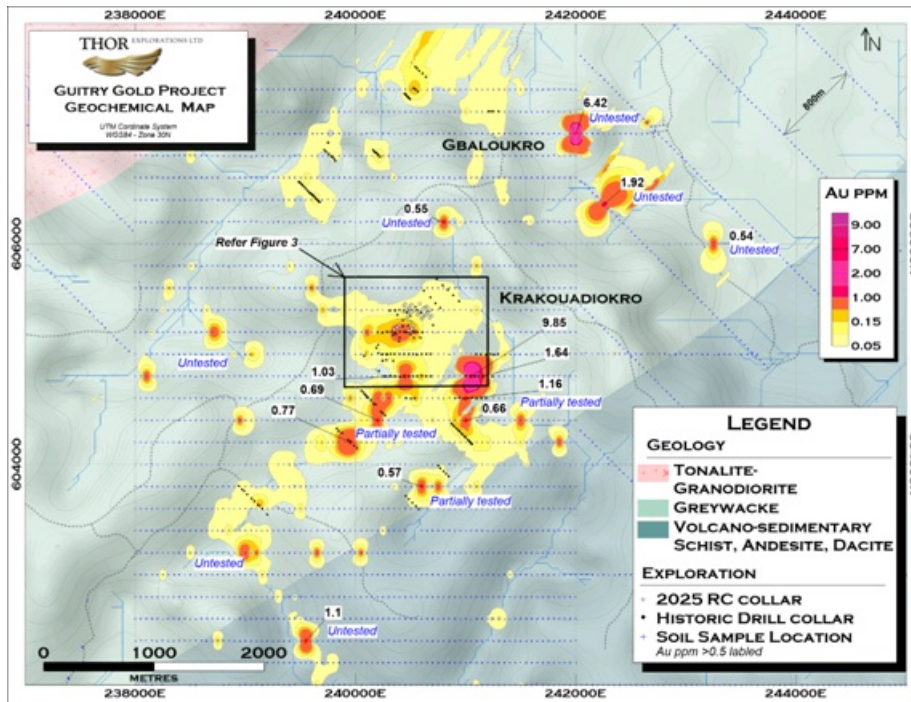 238000E 240000E 242000E 244000E
THOR EXPLORATIONS LTD
GUITRY GOLD PROJECT
GEOCHEMICAL MAP
UTM Cordinate System
WGS84 - Zone 30N
N
800m
6.42
Untested
GBALOUKRO
1.92
Untested
0.55
Untested
0.54
Untested
AU PPM
9.00
7.00
2.00
1.00
0.15
0.05
606000
Refer Figure 3
KRAKOUADIOKRO
9.85
1.64
Untested
1.03
0.69
1.16
Partially tested
0.77
0.66
Partially tested
604000
0.57
Partially tested
Untested
1.1
Untested
LEGEND
GEOLOGY
TONALITE-
GRANODIORITE
GREYWACKE
VOLCANO-SEDIMENTARY
SCHIST, ANDESITE, DACITE
EXPLORATION
2025 RC COLLAR
HISTORIC DRILL COLLAR
SOIL SAMPLE LOCATION
Au ppm >0.5 labled
0 1000 2000
METRES
238000E 240000E 242000E 244000E